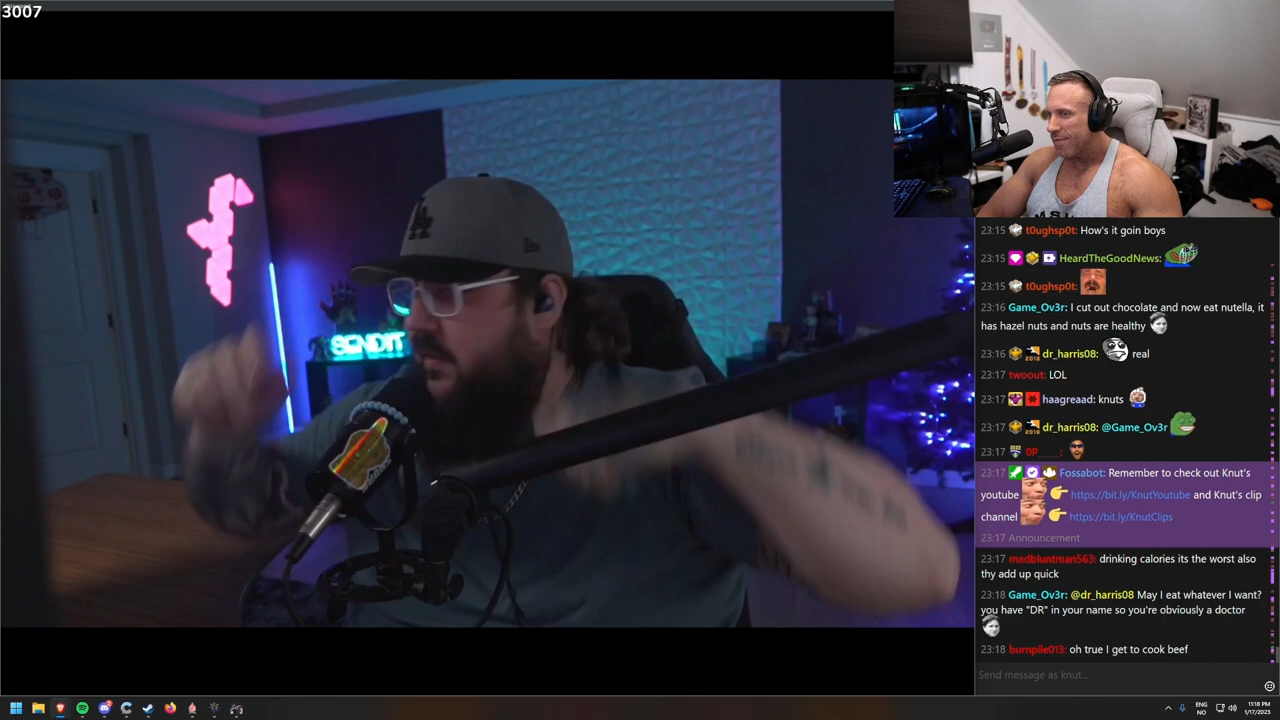 3007
LA
SENDIT
23:15 t0ughsp0t: How's it goin boys
23:15 HeardTheGoodNews:
23:15 t0ughsp0t:
23:16 Game_Ov3r: I cut out chocolate and now eat nutella, it
has hazel nuts and nuts are healthy
23:16 dr_harris08: real
23:17 twoout: LOL
23:17 haagreaad: knuts
23:17 dr_harris08: @Game_Ov3r
23:17 0P____:
23:17 Fossabot: Remember to check out Knut's
youtube https://bit.ly/KnutYoutube and Knut's clip
channel https://bit.ly/KnutClips
23:17 Announcement
23:17 madbluntman563: drinking calories its the worst also
thy add up quick
23:18 Game_Ov3r: @dr_harris08 May I eat whatever I want?
you have "DR" in your name so you're obviously a doctor
23:18 burnpile013: oh true I get to cook beef
Send message as knut...
ENG
NO
11:18 PM
1/17/2023